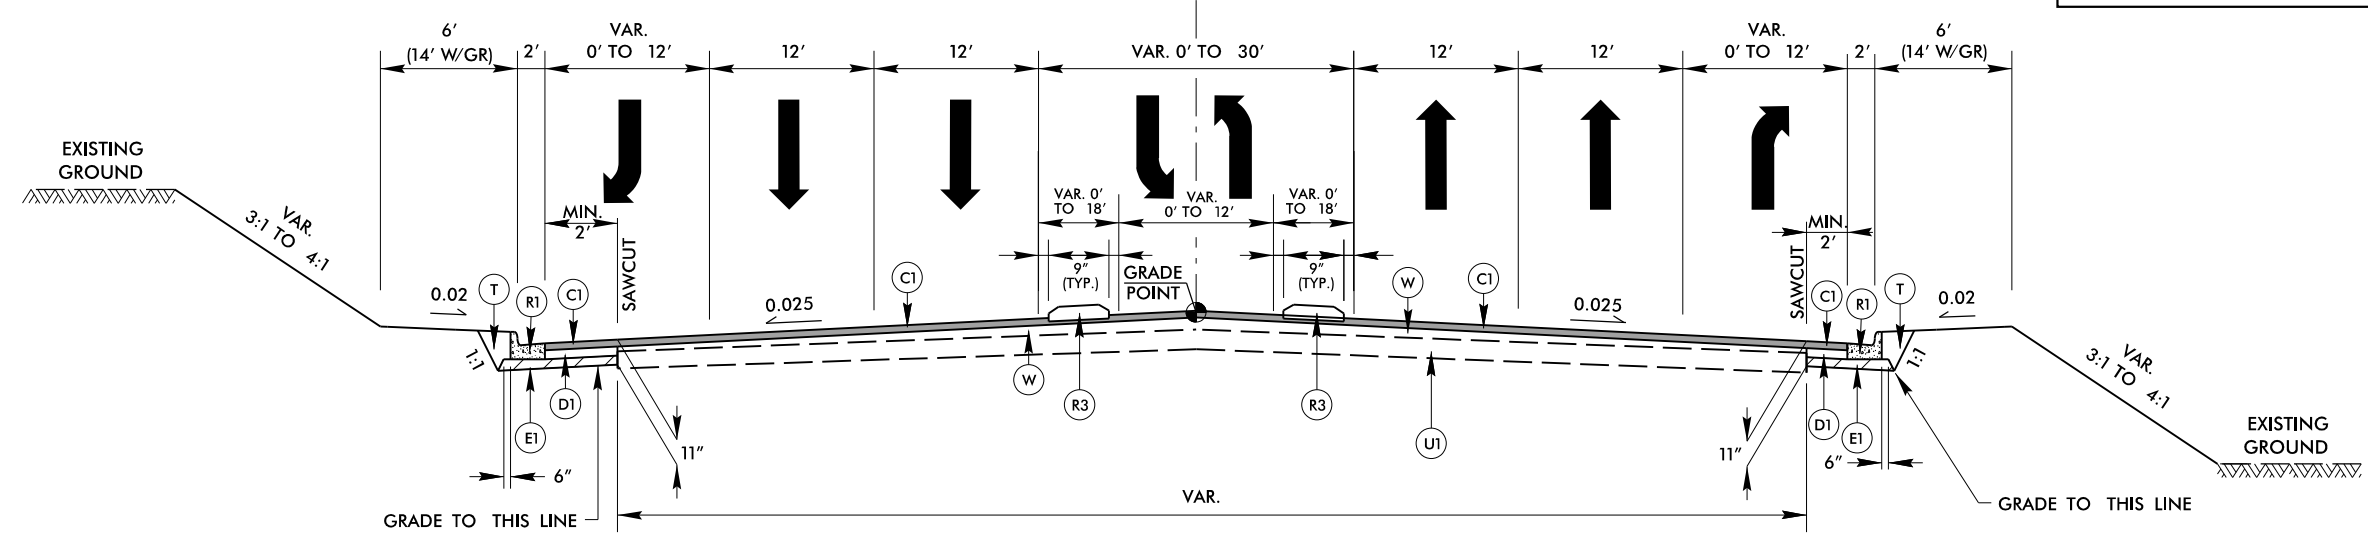 6'
(14' W/GR)
2'
VAR.
0' TO 12'
12'
12'
VAR. 0' TO 30'
12'
12'
VAR.
0' TO 12'
2'
6'
(14' W/GR)
EXISTING
GROUND
VAR.
3:1 TO 4:1
MIN.
2'
SAWCUT
VAR. 0'
TO 18'
VAR.
0' TO 12'
VAR. 0'
TO 18'
MIN.
2'
SAWCUT
9"
(TYP.)
GRADE
POINT
9"
(TYP.)
0.02
T
R1
C1
0.025
C1
W
C1
0.025
C1
R1
T
0.02
1:1
1:1
VAR.
3:1 TO 4:1
W
R3
R3
D1
E1
U1
D1
E1
EXISTING
GROUND
11"
11"
6"
6"
VAR.
GRADE TO THIS LINE
GRADE TO THIS LINE